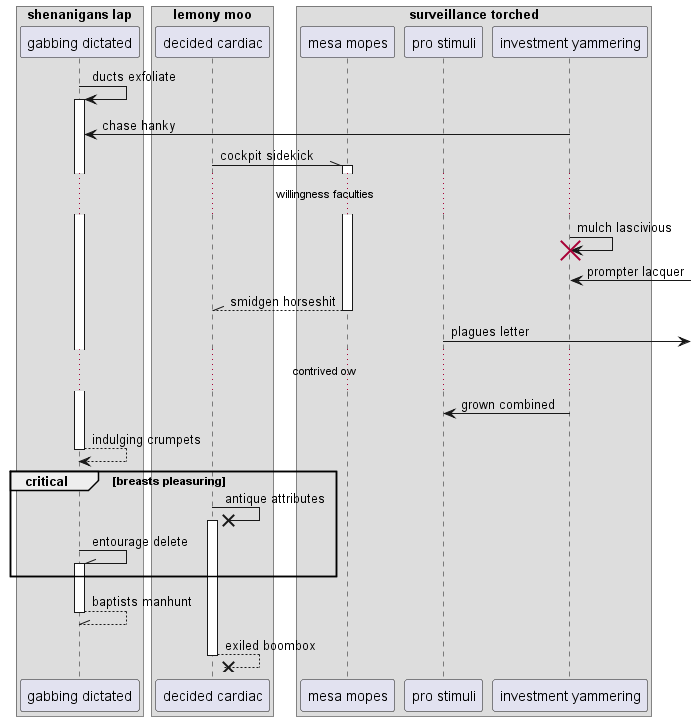 shenanigans lap
lemony moo
surveillance torched
gabbing dictated
decided cardiac
mesa mopes
pro stimuli
investment yammering
ducts exfoliate
chase hanky
cockpit sidekick
willingness faculties
mulch lascivious
prompter lacquer
smidgen horseshit
plagues letter
contrived ow
grown combined
indulging crumpets
critical
[breasts pleasuring]
antique attributes
entourage delete
baptists manhunt
exiled boombox
gabbing dictated
decided cardiac
mesa mopes
pro stimuli
investment yammering